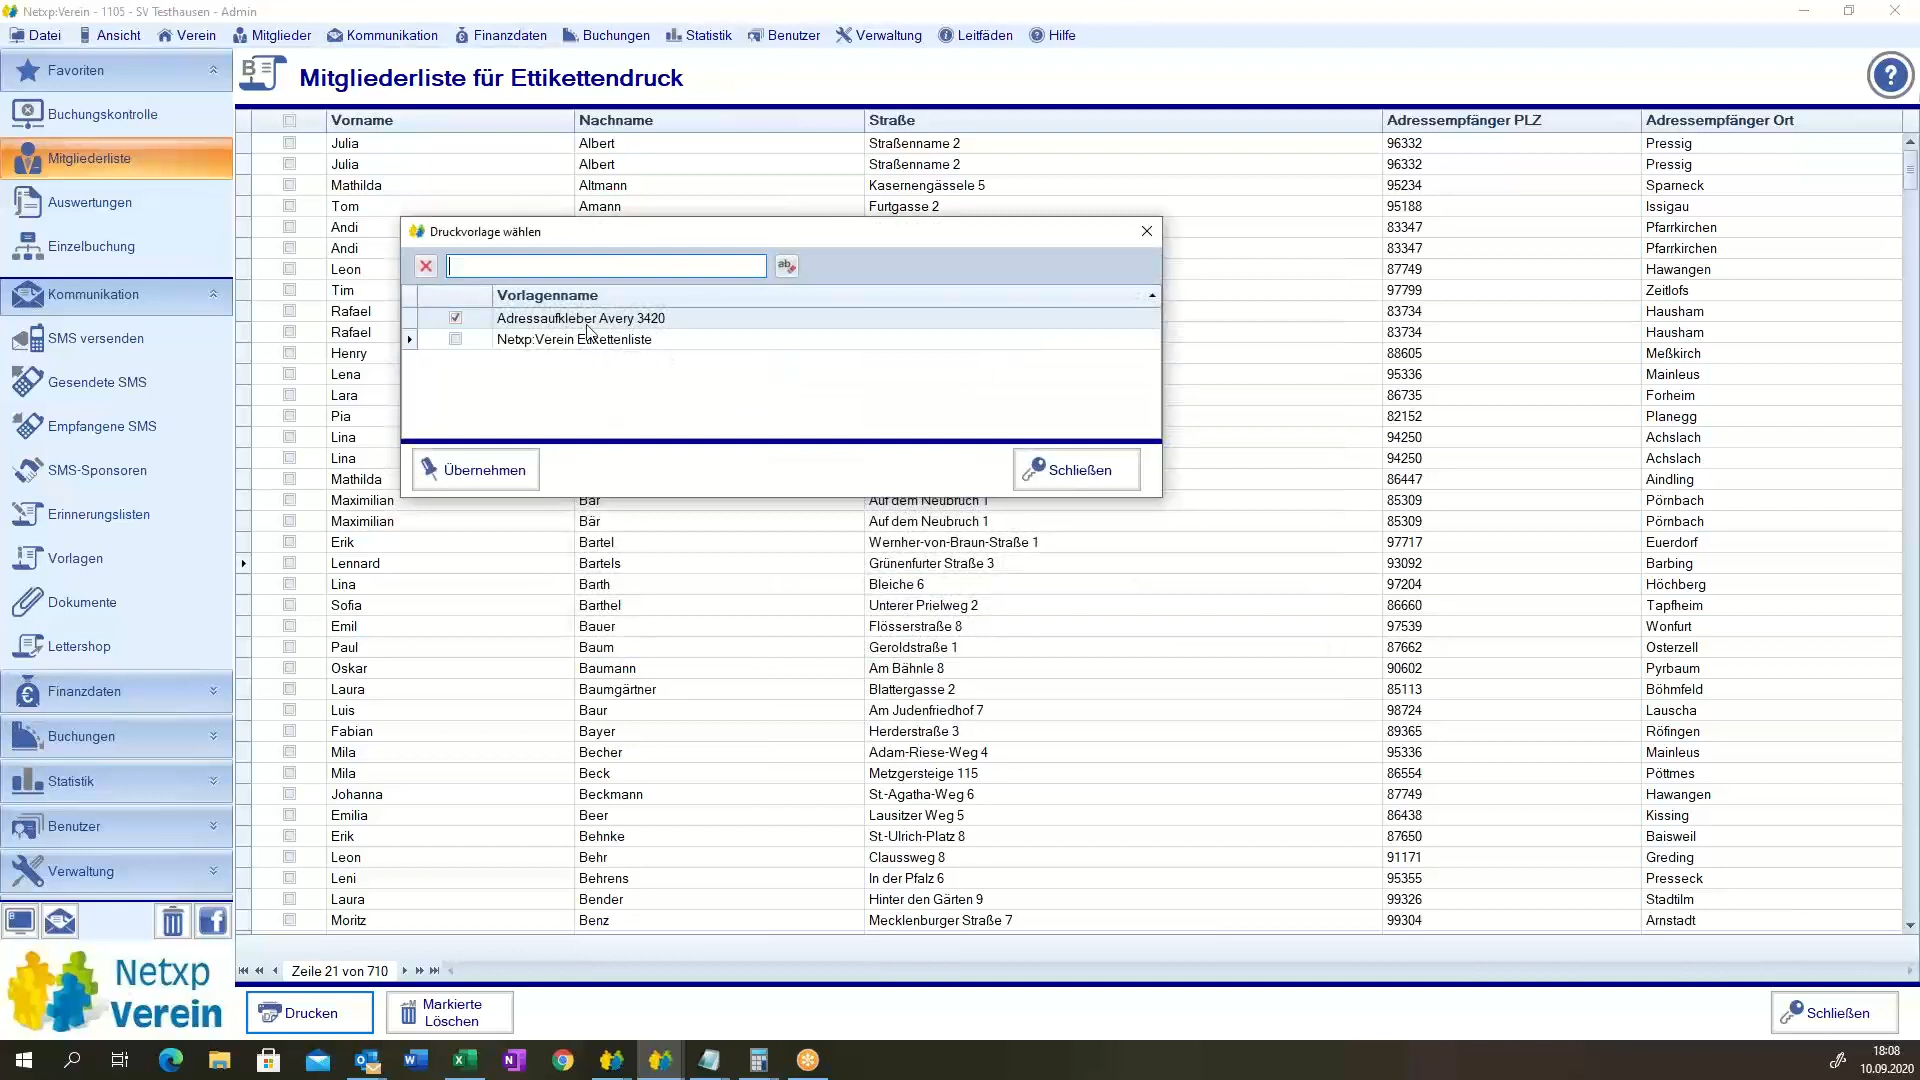 Netxp:Verein - 1105 - SV Testhausen - Admin
Datei Ansicht Verein Mitglieder Kommunikation Finanzdaten Buchungen Statistik Benutzer Verwaltung Leitfäden Hilfe
Favoriten
Buchungskontrolle
Mitgliederliste
Auswertungen
Einzelbuchung
Kommunikation
SMS versenden
Gesendete SMS
Empfangene SMS
SMS-Sponsoren
Erinnerungslisten
Vorlagen
Dokumente
Lettershop
Finanzdaten
Buchungen
Statistik
Benutzer
Verwaltung
Netxp
Verein
Mitgliederliste für Ettikettendruck
Vorname Nachname Straße Adressempfänger PLZ Adressempfänger Ort
Julia Albert Straßenname 2 96332 Pressig
Julia Albert Straßenname 2 96332 Pressig
Mathilda Altmann Kasernengässele 5 95234 Sparneck
Tom Amann Furtgasse 2 95188 Issigau
Andi 83347 Pfarrkirchen
Andi 83347 Pfarrkirchen
Leon 87749 Hawangen
Tim 97799 Zeitlofs
Rafael 83734 Hausham
Rafael 83734 Hausham
Henry 88605 Meßkirch
Lena 95336 Mainleus
Lara 86735 Forheim
Pia 82152 Planegg
Lina 94250 Achslach
Lina 94250 Achslach
Mathilda 86447 Aindling
Maximilian Bär Auf dem Neubruch 1 85309 Pörnbach
Maximilian Bär Auf dem Neubruch 1 85309 Pörnbach
Erik Bartel Wernher-von-Braun-Straße 1 97717 Euerdorf
Lennard Bartels Grünenfurter Straße 3 93092 Barbing
Lina Barth Bleiche 6 97204 Höchberg
Sofia Barthel Unterer Prielweg 2 86660 Tapfheim
Emil Bauer Flösserstraße 8 97539 Wonfurt
Paul Baum Geroldstraße 1 87662 Osterzell
Oskar Baumann Am Bähnle 8 90602 Pyrbaum
Laura Baumgärtner Blattergasse 2 85113 Böhmfeld
Luis Baur Am Judenfriedhof 7 98724 Lauscha
Fabian Bayer Herderstraße 3 89365 Röfingen
Mila Becher Adam-Riese-Weg 4 95336 Mainleus
Mila Beck Metzgersteige 115 86554 Pöttmes
Johanna Beckmann St.-Agatha-Weg 6 87749 Hawangen
Emilia Beer Lausitzer Weg 5 86438 Kissing
Erik Behnke St.-Ulrich-Platz 8 87650 Baisweil
Leon Behr Claussweg 8 91171 Greding
Leni Behrens In der Pfalz 6 95355 Presseck
Laura Bender Hinter den Gärten 9 99326 Stadtilm
Moritz Benz Mecklenburger Straße 7 99304 Arnstadt
Druckvorlage wählen
Vorlagenname
Adressaufkleber Avery 3420
Netxp:Verein Etikettenliste
Übernehmen Schließen
Zeile 21 von 710
Drucken
Markierte
Löschen
Schließen
18:08
10.09.2020